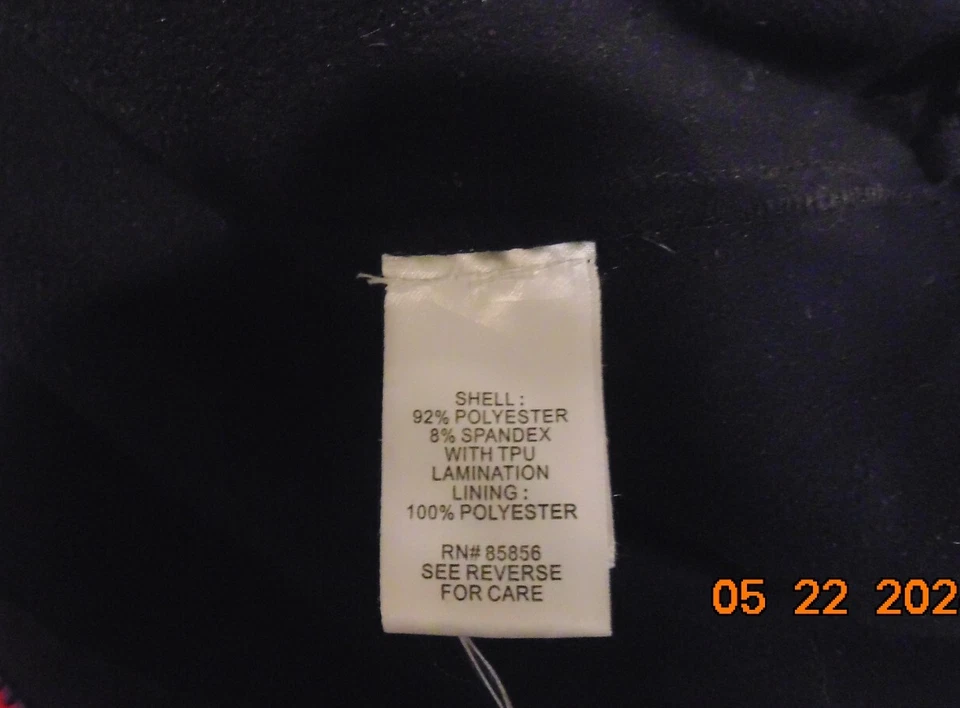 SHELL :
92% POLYESTER
8% SPANDEX
WITH TPU
LAMINATION
LINING :
100% POLYESTER
RN# 85856
SEE REVERSE
FOR CARE
05 22 202